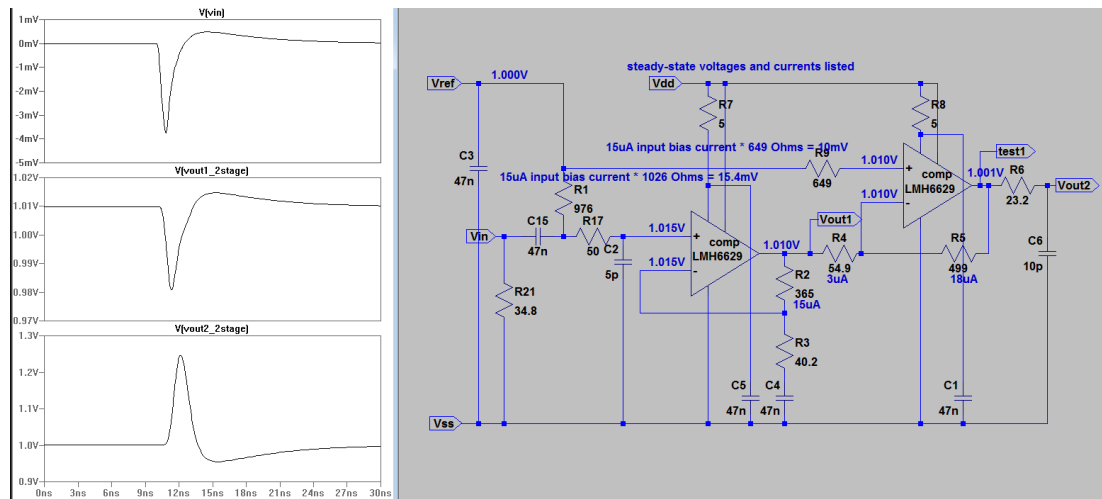 V[vin]
1mV
0mV
-1mV
-2mV
-3mV
-4mV
-5mV
V[vout1_2stage]
1.02V
1.01V
1.00V
0.99V
0.98V
0.97V
V[vout2_2stage]
1.3V
1.2V
1.1V
1.0V
0.9V
0ns 3ns 6ns 9ns 12ns 15ns 18ns 21ns 24ns 27ns 30ns
steady-state voltages and currents listed
Vref
1.000V
Vdd
R7
5
R8
5
C3
47n
15uA input bias current * 649 Ohms = 10mV
R9
649
15uA input bias current * 1026 Ohms = 15.4mV
R1
976
1.010V
+
comp
LMH6629
-
1.010V
test1
1.001V
R6
23.2
Vout2
Vin
C15
47n
R17
50
C2
5p
1.015V
+
comp
LMH6629
-
1.015V
1.010V
Vout1
R4
54.9
3uA
R5
499
18uA
C6
10p
R21
34.8
R2
365
15uA
R3
40.2
C5
47n
C4
47n
C1
47n
Vss